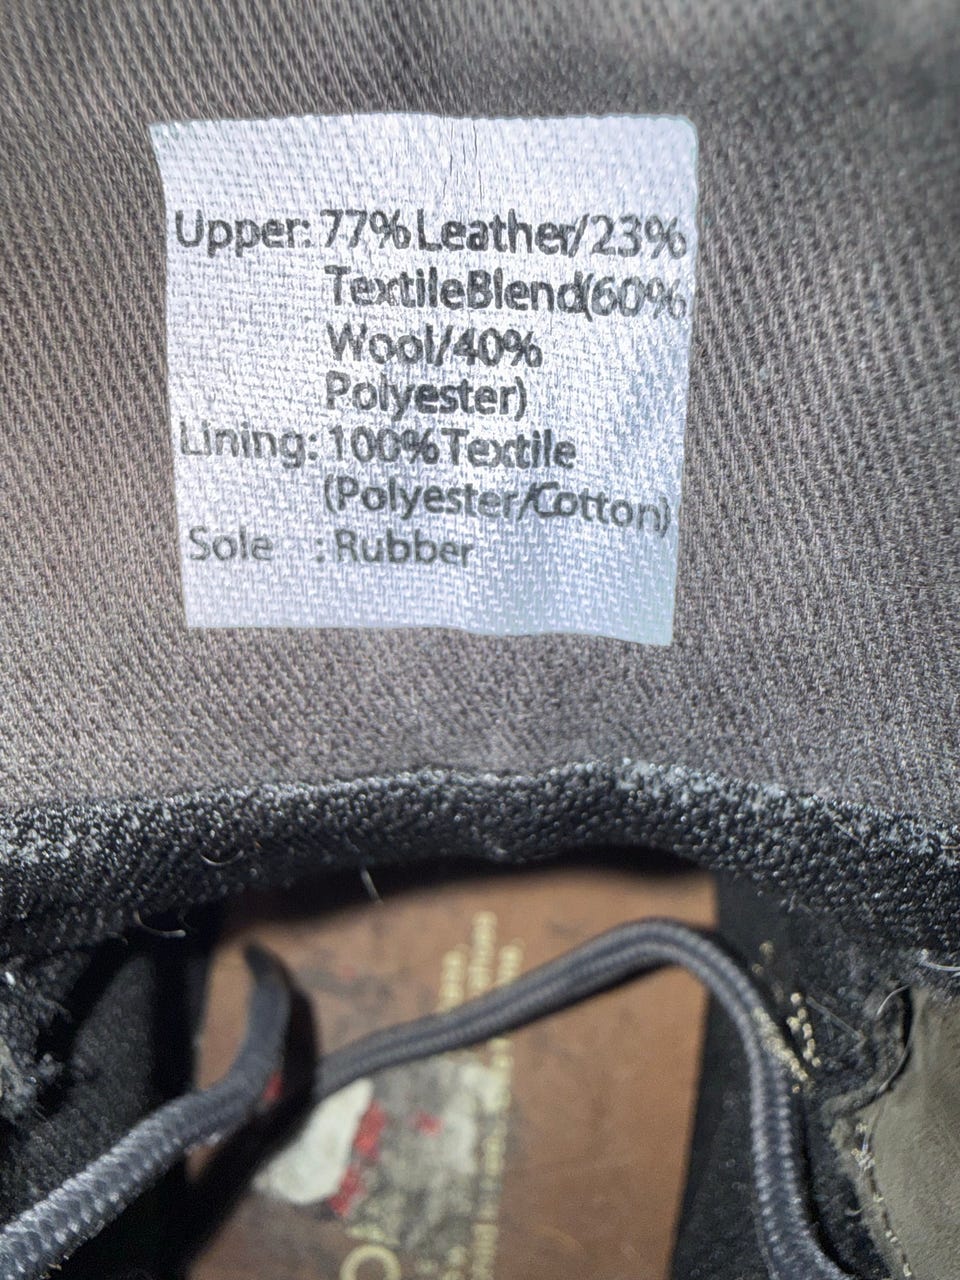 Upper: 77% Leather/23%
TextileBlend(60%
Wool/40%
Polyester)
Lining: 100% Textile
(Polyester/Cotton)
Sole : Rubber